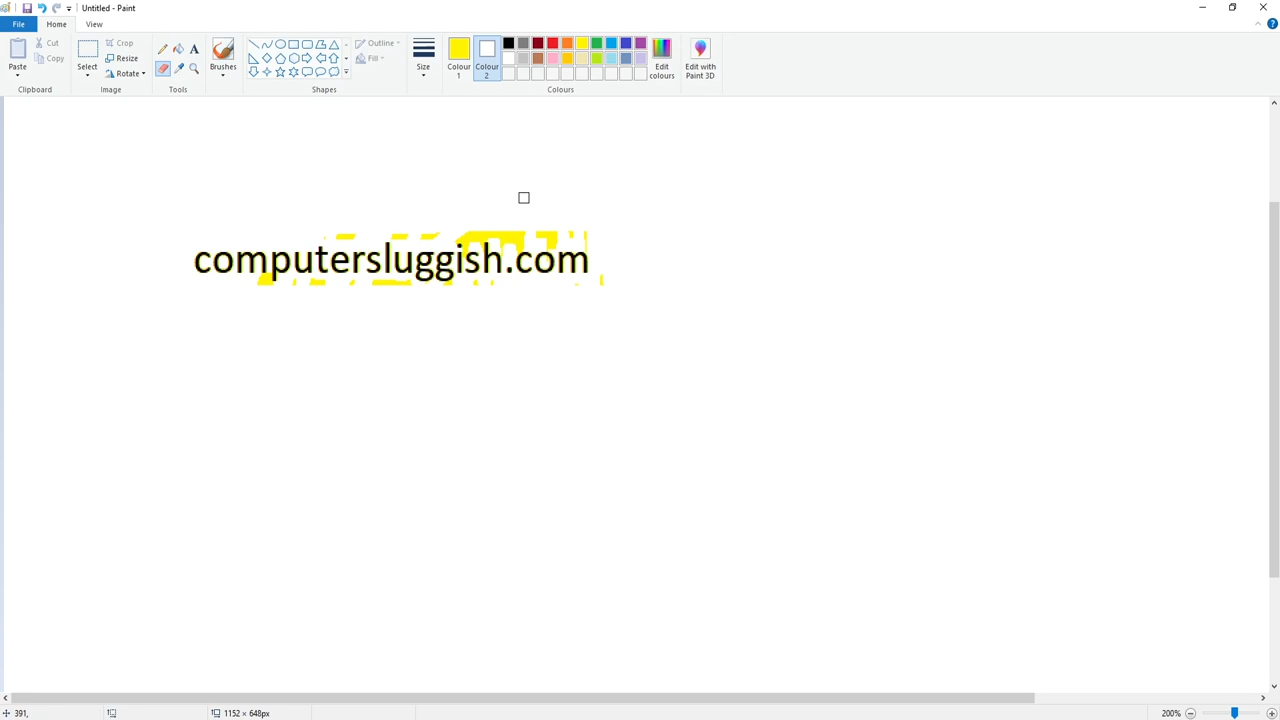 Untitled - Paint
File
Home
View
Paste
Cut
Copy
Clipboard
Select
Crop
Resize
Rotate
Image
A
Tools
Brushes
Outline
Fill
Shapes
Size
Colour 1
Colour 2
Edit colours
Colours
Edit with Paint 3D
computersluggish.com
391,
1152 × 648px
200%